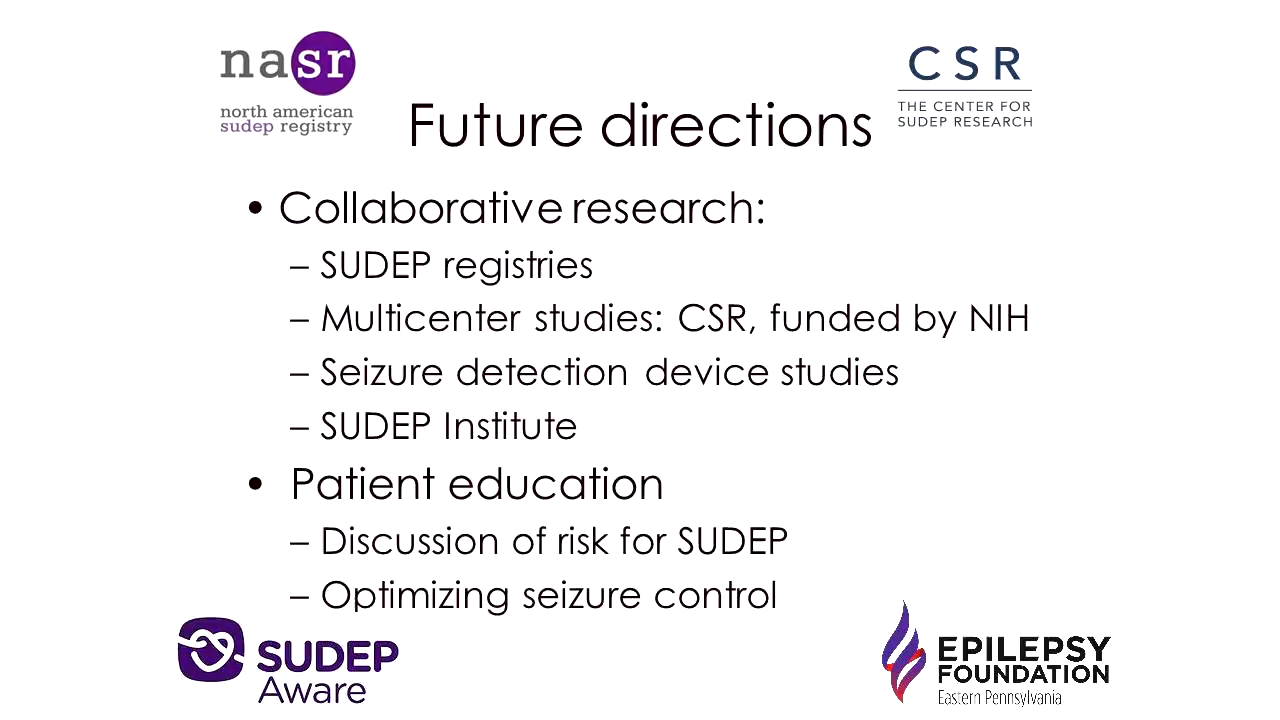 nasr
north american
sudep registry
CSR
THE CENTER FOR
SUDEP RESEARCH
Future directions
• Collaborative research:
– SUDEP registries
– Multicenter studies: CSR, funded by NIH
– Seizure detection device studies
– SUDEP Institute
• Patient education
– Discussion of risk for SUDEP
– Optimizing seizure control
SUDEP
Aware
EPILEPSY
FOUNDATION
Eastern Pennsylvania